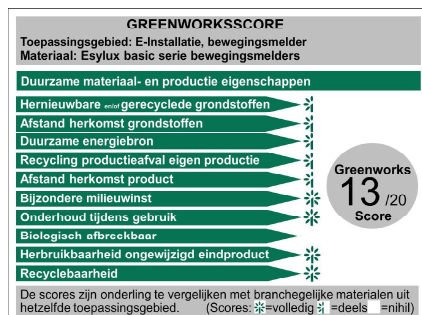 GREENWORKSSCORE
Toepassingsgebied: E-Installatie, bewegingsmelder
Materiaal: Esylux basic serie bewegingsmelders
Duurzame materiaal- en productie eigenschappen
Hernieuwbare en/of gerecyclede grondstoffen
Afstand herkomst grondstoffen
Duurzame energiebron
Recycling productieafval eigen productie
Afstand herkomst product
Bijzondere milieuwinst
Onderhoud tijdens gebruik
Biologisch afbreekbaar
Herbruikbaarheid ongewijzigd eindproduct
Recyclebaarheid
Greenworks
13 /20
Score
De scores zijn onderling te vergelijken met branchegelijke materialen uit
hetzelfde toepassingsgebied. (Scores: =volledig =deels =nihil)